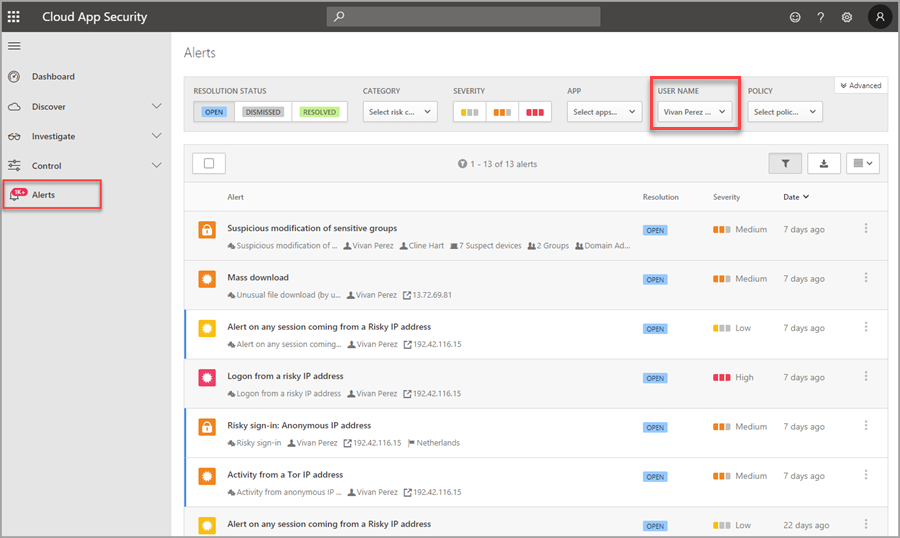 Cloud App Security
Dashboard
Discover
Investigate
Control
1K+
Alerts
Alerts
RESOLUTION STATUS
OPEN DISMISSED RESOLVED
CATEGORY
Select risk c...
SEVERITY
APP
Select apps...
USER NAME
Vivan Perez ...
POLICY
Select polic...
Advanced
1 - 13 of 13 alerts
Alert Resolution Severity Date
Suspicious modification of sensitive groups OPEN Medium 7 days ago
Suspicious modification of ... Vivan Perez Cline Hart 7 Suspect devices 2 Groups Domain Ad...
Mass download OPEN Medium 7 days ago
Unusual file download (by u... Vivan Perez 13.72.69.81
Alert on any session coming from a Risky IP address OPEN Low 7 days ago
Alert on any session coming... Vivan Perez 192.42.116.15
Logon from a risky IP address OPEN High 7 days ago
Logon from a risky IP address Vivan Perez 192.42.116.15
Risky sign-in: Anonymous IP address OPEN Medium 7 days ago
Risky sign-in Vivan Perez 192.42.116.15 Netherlands
Activity from a Tor IP address OPEN Medium 7 days ago
Activity from anonymous IP ... Vivan Perez 192.42.116.15
Alert on any session coming from a Risky IP address OPEN Low 22 days ago